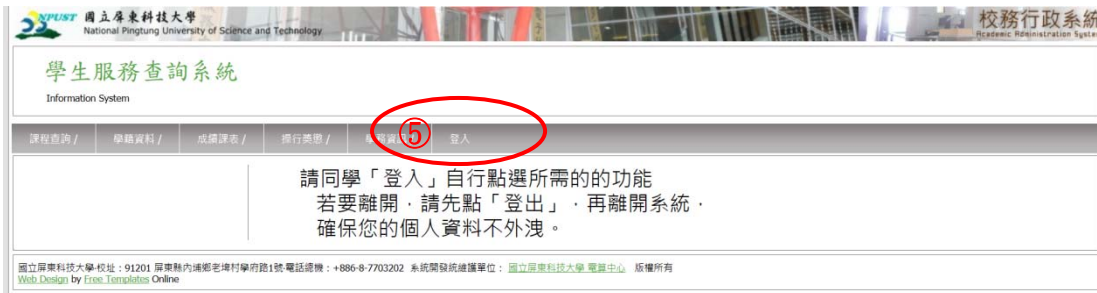 NPUST 國立屏東科技大學
National Pingtung University of Science and Technology
校務行政系統
Academic Administration System
學生服務查詢系統
Information System
課程查詢 / 學籍資料 / 成績課表 / 操行獎懲 / ⑤ 登入
請同學「登入」自行點選所需的的功能
若要離開，請先點「登出」，再離開系統，
確保您的個人資料不外洩。
國立屏東科技大學‧校址：91201 屏東縣內埔鄉老埤村學府路1號‧電話總機：+886-8-7703202 系統開發統維護單位： 國立屏東科技大學 電算中心 版權所有
Web Design by Free Templates Online